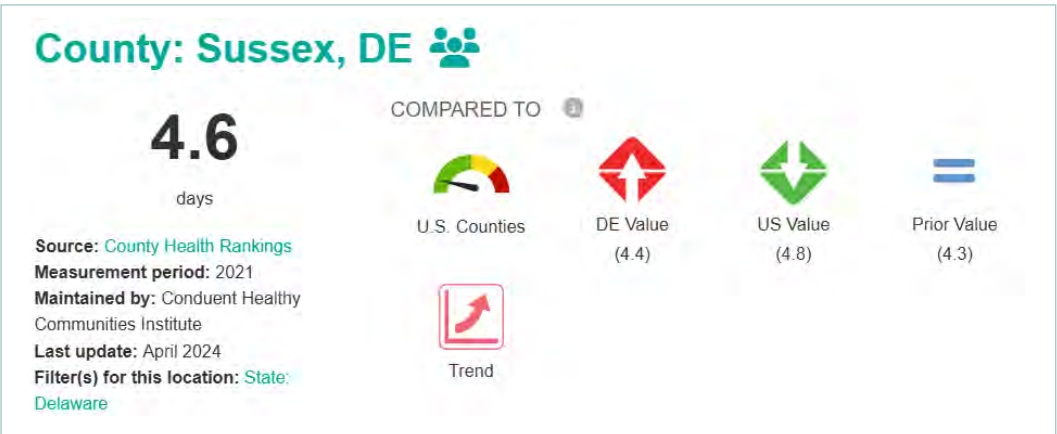 County: Sussex, DE
4.6
days
Source: County Health Rankings
Measurement period: 2021
Maintained by: Conduent Healthy
Communities Institute
Last update: April 2024
Filter(s) for this location: State:
Delaware
COMPARED TO
U.S. Counties
DE Value
(4.4)
US Value
(4.8)
Prior Value
(4.3)
Trend